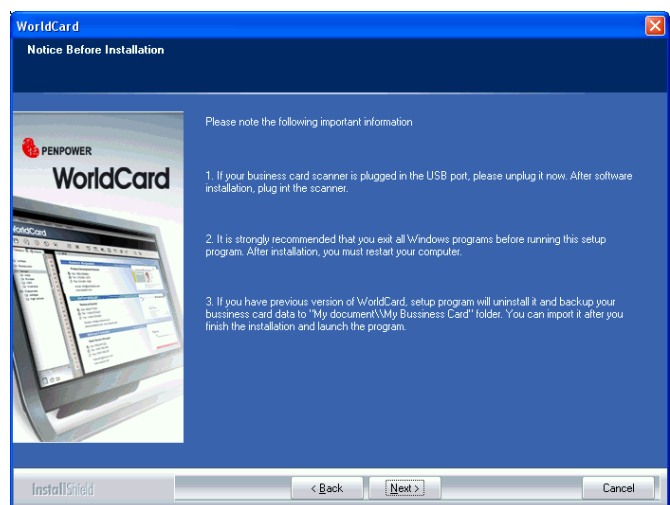 WorldCard
Notice Before Installation
Please note the following important information
PENPOWER
WorldCard
1. If your business card scanner is plugged in the USB port, please unplug it now. After software
installation, plug int the scanner.
2. It is strongly recommended that you exit all Windows programs before running this setup
program. After installation, you must restart your computer.
3. If you have previous version of WorldCard, setup program will uninstall it and backup your
bussiness card data to "My document\\My Bussiness Card" folder. You can import it after you
finish the installation and launch the program.
WorldCard
InstallShield
< Back
Next >
Cancel